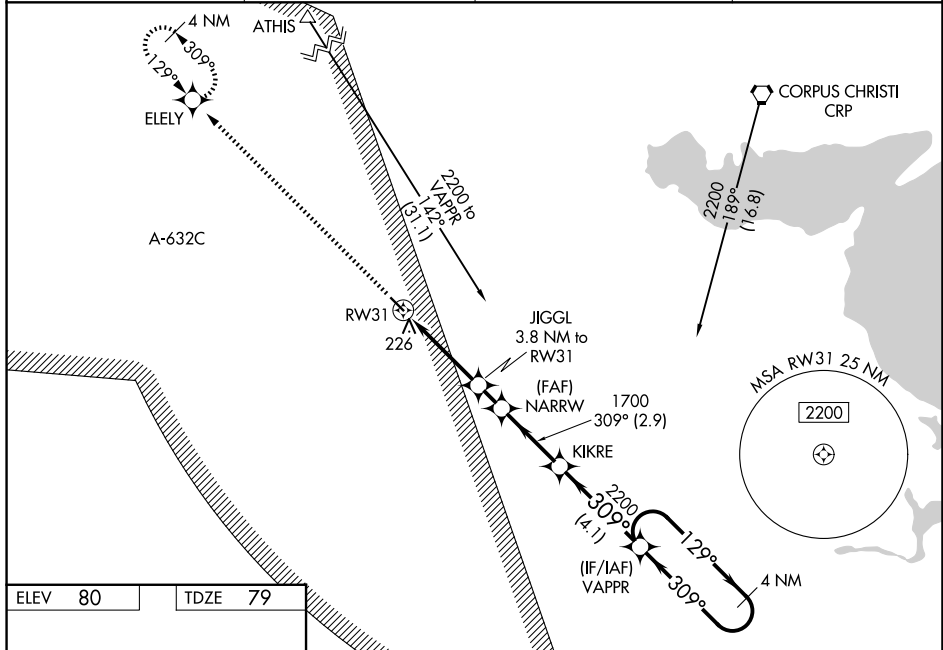 4 NM
309°
129°
ELELY
ATHIS
CORPUS CHRISTI
CRP
2200 to
VAPPR
142°
(31.1)
2200
189°
(16.8)
A-632C
RW31
226
JIGGL
3.8 NM to
RW31
(FAF)
NARRW
1700
309° (2.9)
KIKRE
MSA RW31 25 NM
2200
2200
309°
(4.1)
129°
309°
4 NM
(IF/IAF)
VAPPR
ELEV 80
TDZE 79